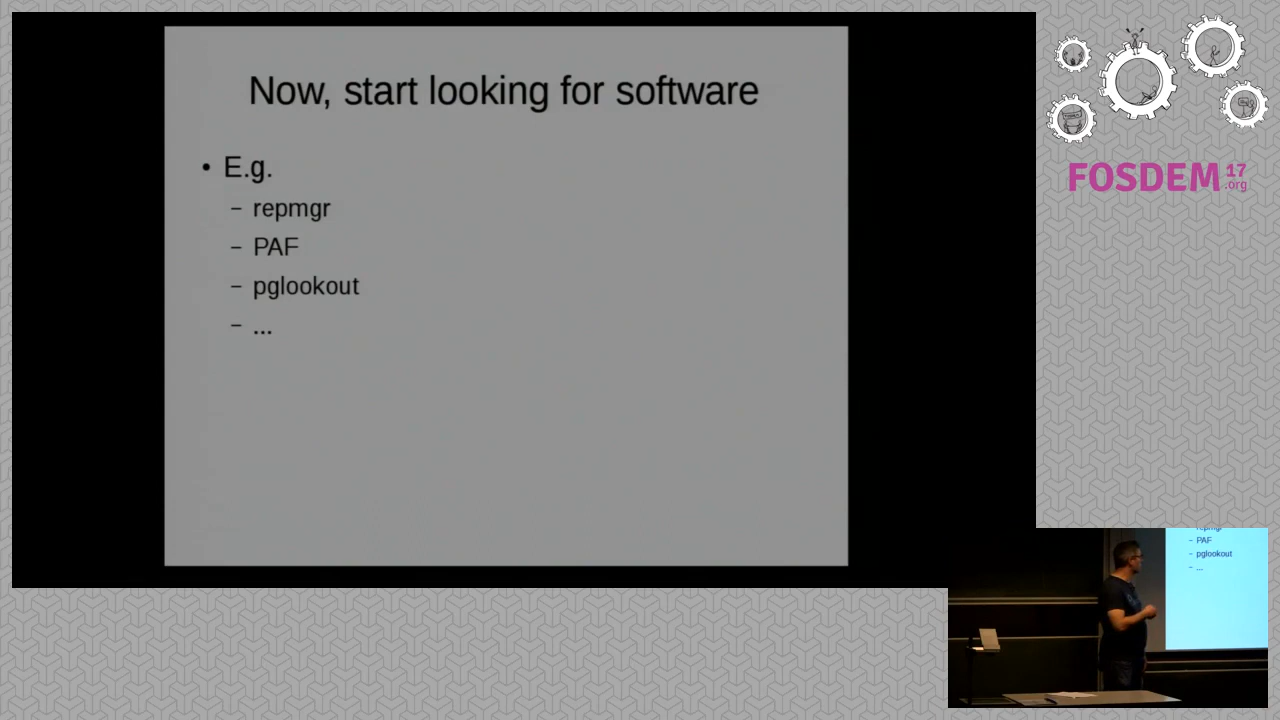 Now, start looking for software
• E.g.
– repmgr
– PAF
– pglookout
– ...
FOSDEM 17
.org
– PAF
– pglookout
– ...